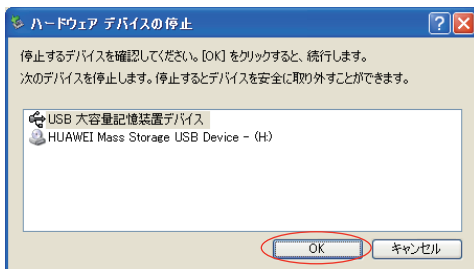 ハードウェア デバイスの停止
停止するデバイスを確認してください。[OK] をクリックすると、続行します。
次のデバイスを停止します。停止するとデバイスを安全に取り外すことができます。
USB 大容量記憶装置デバイス
HUAWEI Mass Storage USB Device - (H:)
OK
キャンセル